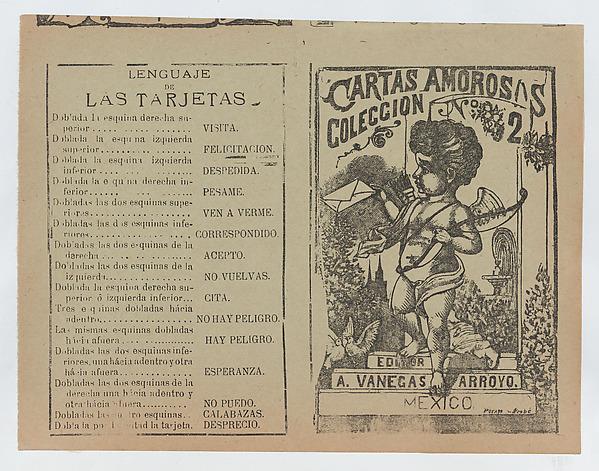 LENGUAJE
DE
LAS TARJETAS
Doblada la esquina derecha su-
perior.................. VISITA.
Doblada la esquina izquierda
superior.................. FELICITACION.
Doblada la esquina izquierda
inferior.................. DESPEDIDA.
Doblada la esquina derecha in-
ferior.................. PESAME.
Dobladas las dos esquinas supe-
riores.................. VEN A VERME.
Dobladas las dos esquinas infe-
riores.................. CORRESPONDIDO.
Dobladas dos esquinas de la
derecha.................. ACEPTO.
Dobladas las dos esquinas de la
izquierda.................. NO VUELVAS.
Doblada la esquina derecha su-
perior ó izquierda inferior... CITA.
Tres esquinas dobladas hácia
adentro.................. NO HAY PELIGRO.
Las mismas esquinas dobladas
hácia afuera.................. HAY PELIGRO.
Dobladas las dos esquinas infe-
riores, una hácia adentro y otra
hácia afuera.................. ESPERANZA.
Dobladas las dos esquinas de la
derecha una hácia adentro y
otra hácia afuera.................. NO PUEDO.
Dobladas las cuatro esquinas.. CALABAZAS.
Doblada por la mitad la tarjeta. DESPRECIO.
CARTAS AMOROSAS
COLECCION No. 2
EDITOR
A. VANEGAS ARROYO.
MEXICO